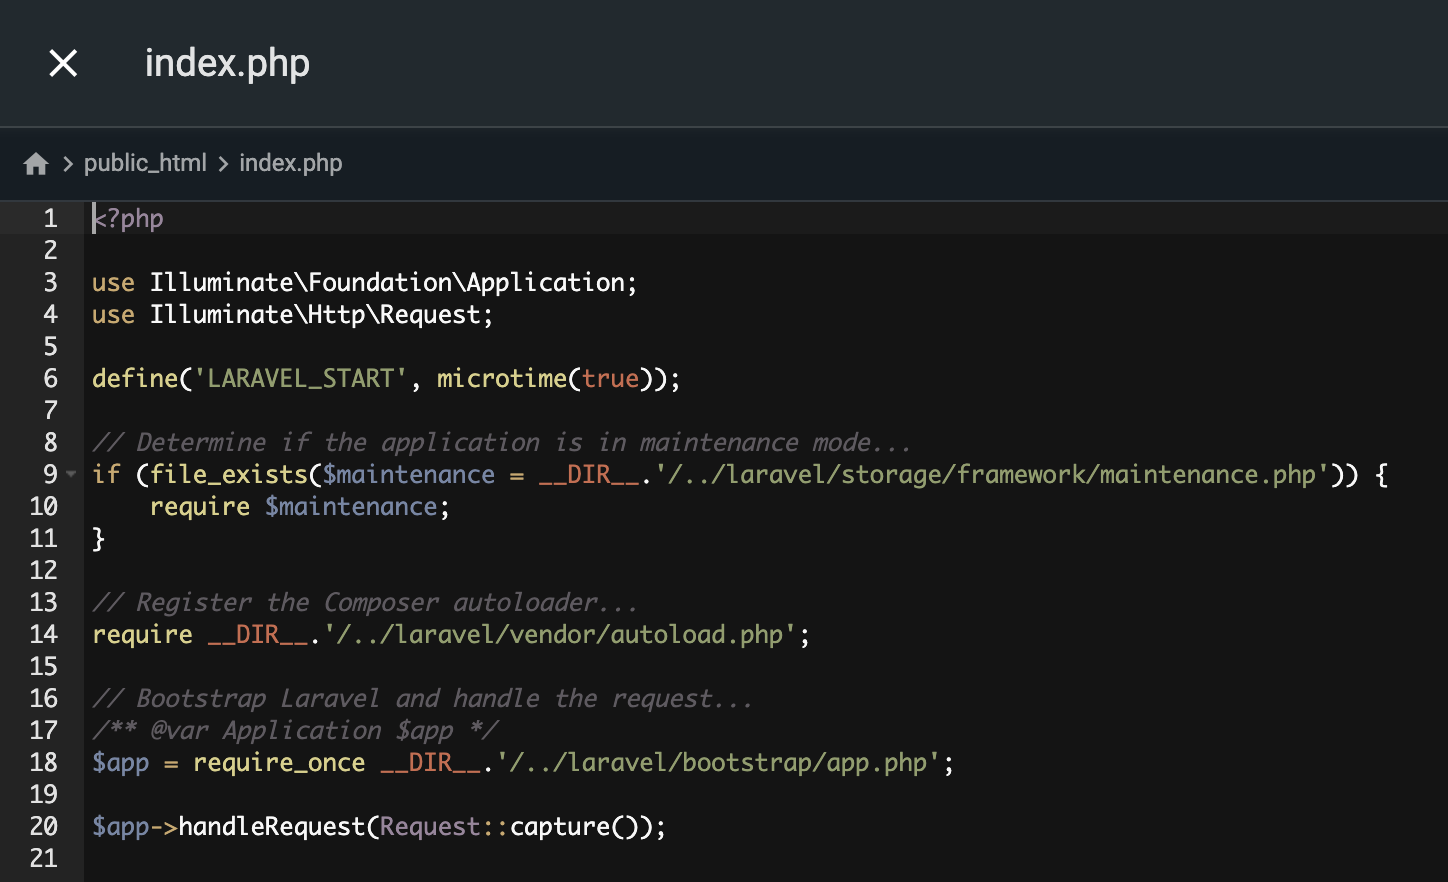 index.php
public_html > index.php
1 <?php
2
3 use Illuminate\Foundation\Application;
4 use Illuminate\Http\Request;
5
6 define('LARAVEL_START', microtime(true));
7
8 // Determine if the application is in maintenance mode...
9 if (file_exists($maintenance = __DIR__.'/../laravel/storage/framework/maintenance.php')) {
10     require $maintenance;
11 }
12
13 // Register the Composer autoloader...
14 require __DIR__.'/../laravel/vendor/autoload.php';
15
16 // Bootstrap Laravel and handle the request...
17 /** @var Application $app */
18 $app = require_once __DIR__.'/../laravel/bootstrap/app.php';
19
20 $app->handleRequest(Request::capture());
21